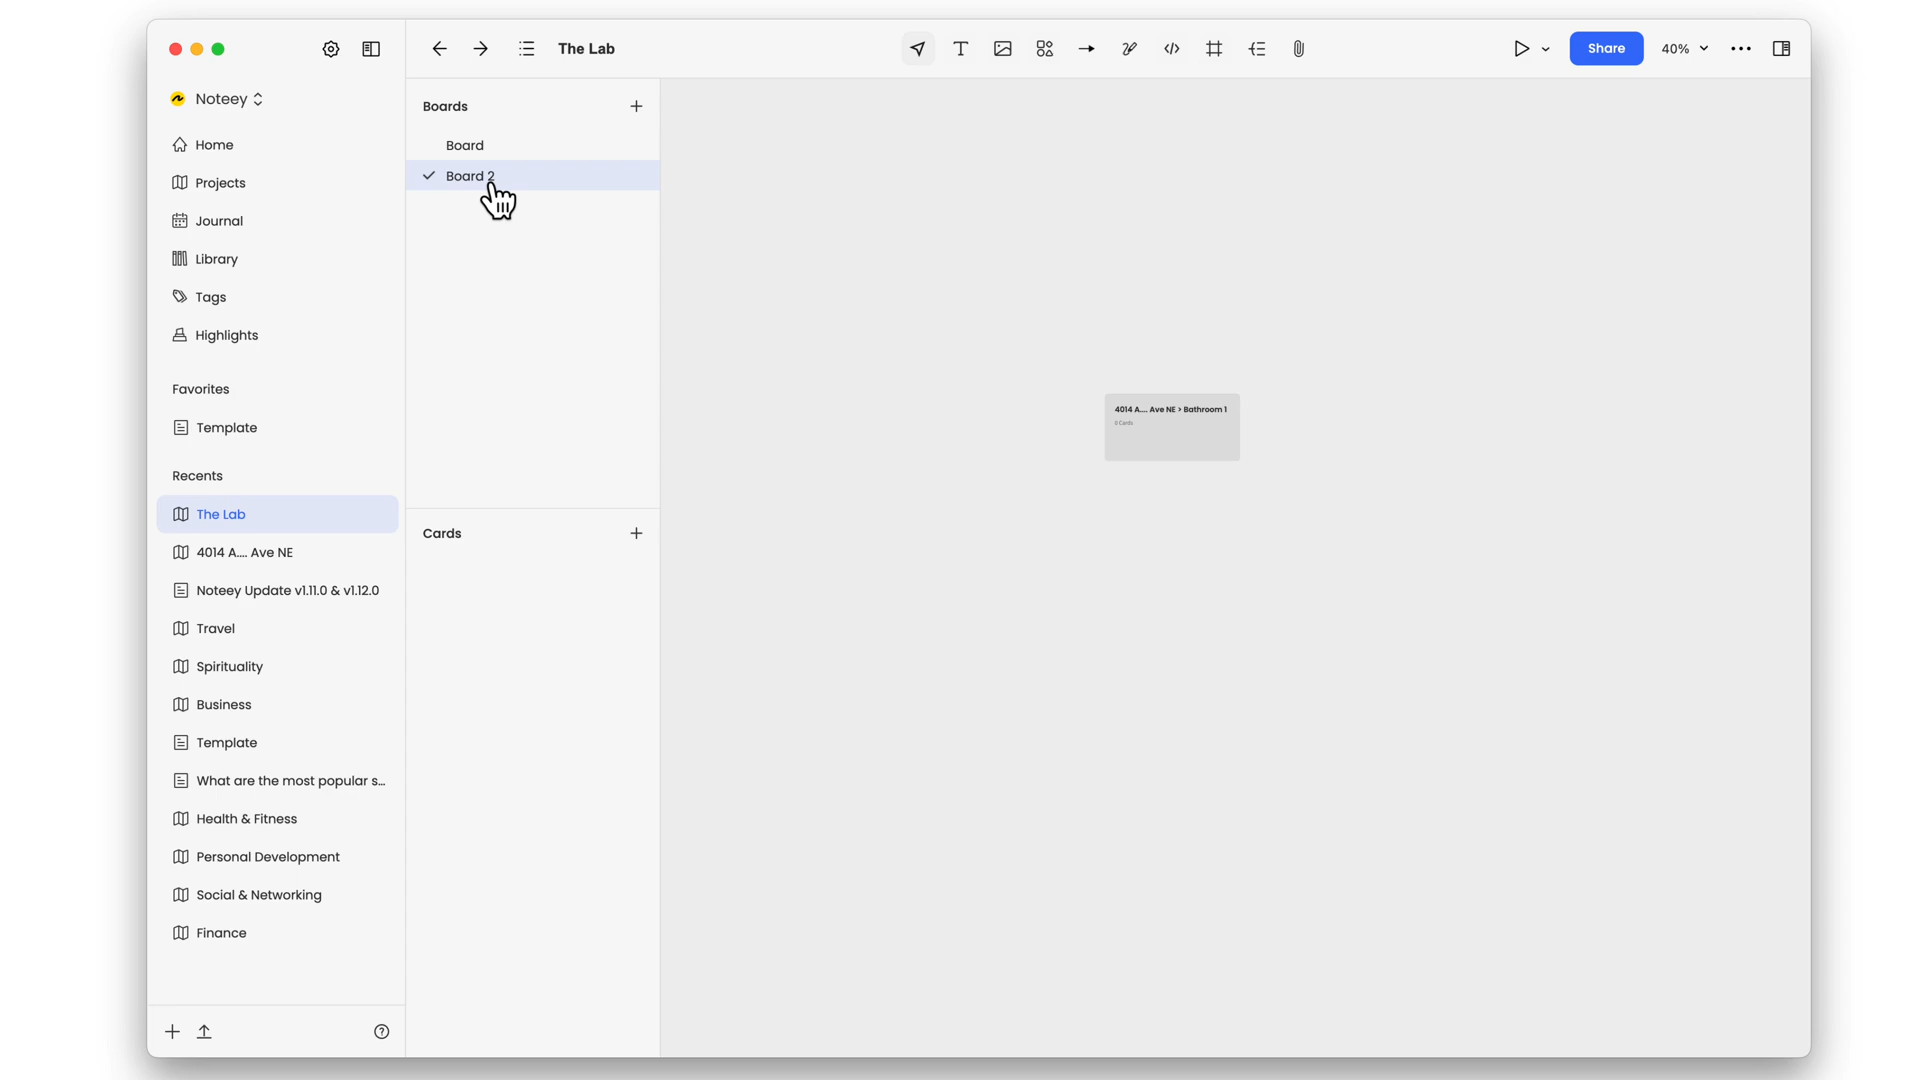 The Lab
Share
40%
Noteey
Home
Projects
Journal
Library
Tags
Highlights
Favorites
Template
Recents
The Lab
4014 A.... Ave NE
Noteey Update v1.11.0 & v1.12.0
Travel
Spirituality
Business
Template
What are the most popular s...
Health & Fitness
Personal Development
Social & Networking
Finance
Boards
Board
Board 2
Cards
4014 A.... Ave NE > Bathroom 1
0 Cards